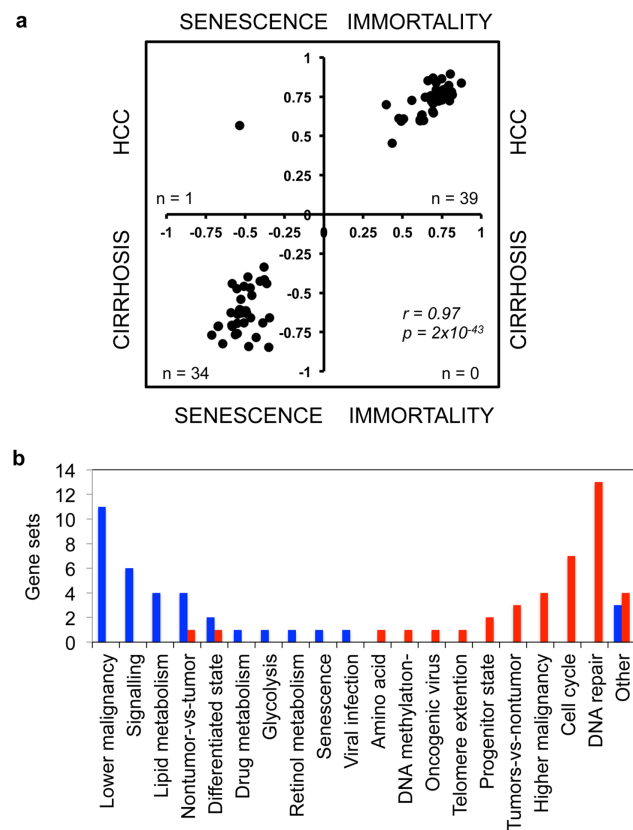 a
SENESCENCE IMMORTALITY
HCC
HCC
CIRRHOSIS
CIRRHOSIS
1
0.75
0.5
0.25
0
n = 1
n = 39
-1 -0.75 -0.5 -0.25 0 0.25 0.5 0.75 1
-0.25
-0.5
-0.75
-1
r = 0.97
p = 2x10-43
n = 34
n = 0
SENESCENCE IMMORTALITY
b
Gene sets
14
12
10
8
6
4
2
0
Lower malignancy
Signalling
Lipid metabolism
Nontumor-vs-tumor
Differentiated state
Drug metabolism
Glycolysis
Retinol metabolism
Senescence
Viral infection
Amino acid
DNA methylation-
Oncogenic virus
Telomere extention
Progenitor state
Tumors-vs-nontumor
Higher malignancy
Cell cycle
DNA repair
Other